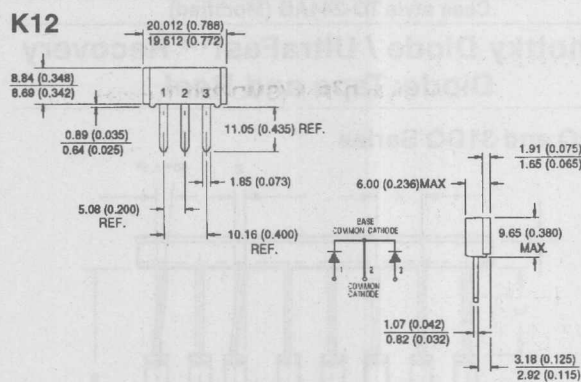 K12
20.012 (0.788)
19.612 (0.772)
8.84 (0.348)
8.69 (0.342)
1 2 3
0.89 (0.035)
0.64 (0.025)
11.05 (0.435) REF.
1.85 (0.073)
5.08 (0.200)
REF.
10.16 (0.400)
REF.
1.91 (0.075)
1.65 (0.065)
6.00 (0.236)MAX
9.65 (0.380)
MAX.
BASE
COMMON CATHODE
1 2 3
COMMON
CATHODE
1.07 (0.042)
0.82 (0.032)
3.18 (0.125)
2.92 (0.115)